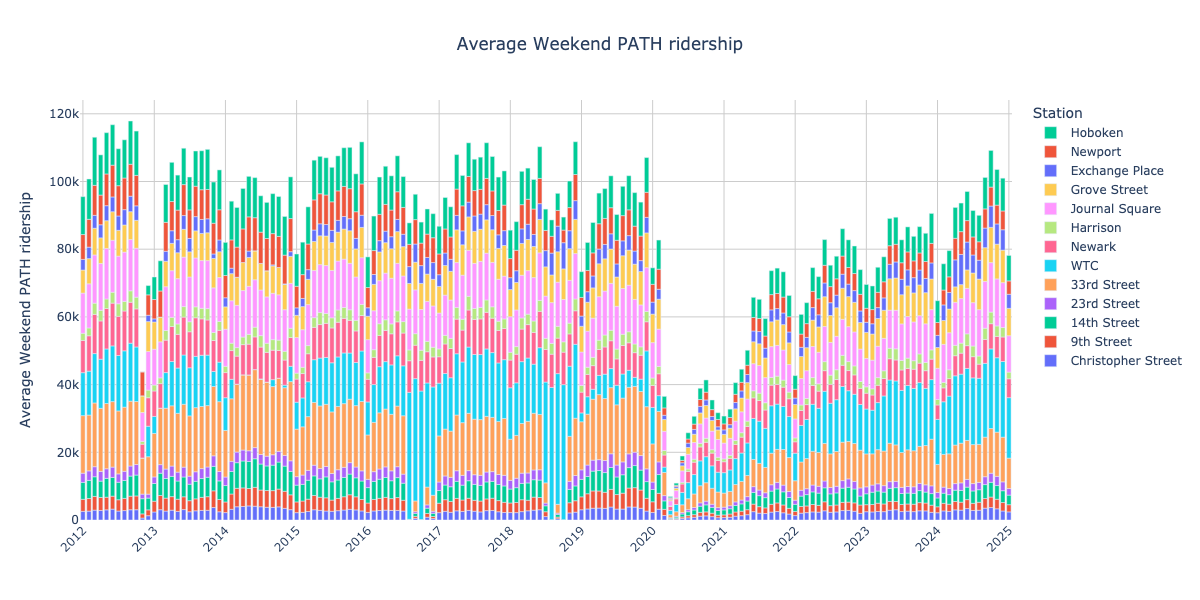 Average Weekend PATH ridership
Average Weekend PATH ridership
120k
100k
80k
60k
40k
20k
0
2012
2013
2014
2015
2016
2017
2018
2019
2020
2021
2022
2023
2024
2025
Station
Hoboken
Newport
Exchange Place
Grove Street
Journal Square
Harrison
Newark
WTC
33rd Street
23rd Street
14th Street
9th Street
Christopher Street